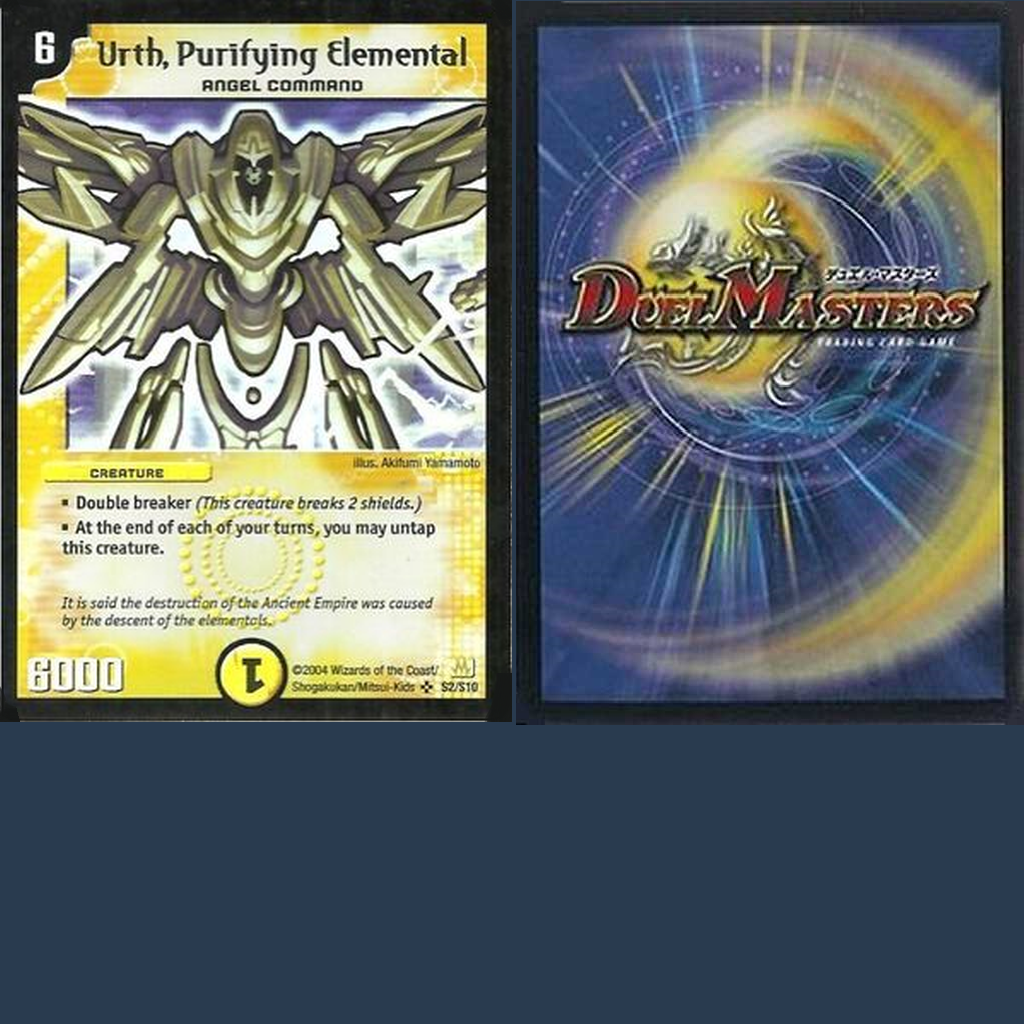 6
Urth, Purifying Elemental
ANGEL COMMAND
illus. Akifumi Yamamoto
CREATURE
▪ Double breaker (This creature breaks 2 shields.)
▪ At the end of each of your turns, you may untap
this creature.
It is said the destruction of the Ancient Empire was caused
by the descent of the elementals.
6000
1
©2004 Wizards of the Coast/
Shogakukan/Mitsui-Kids S2/S10
デュエル・マスターズ
DUEL MASTERS
TRADING CARD GAME